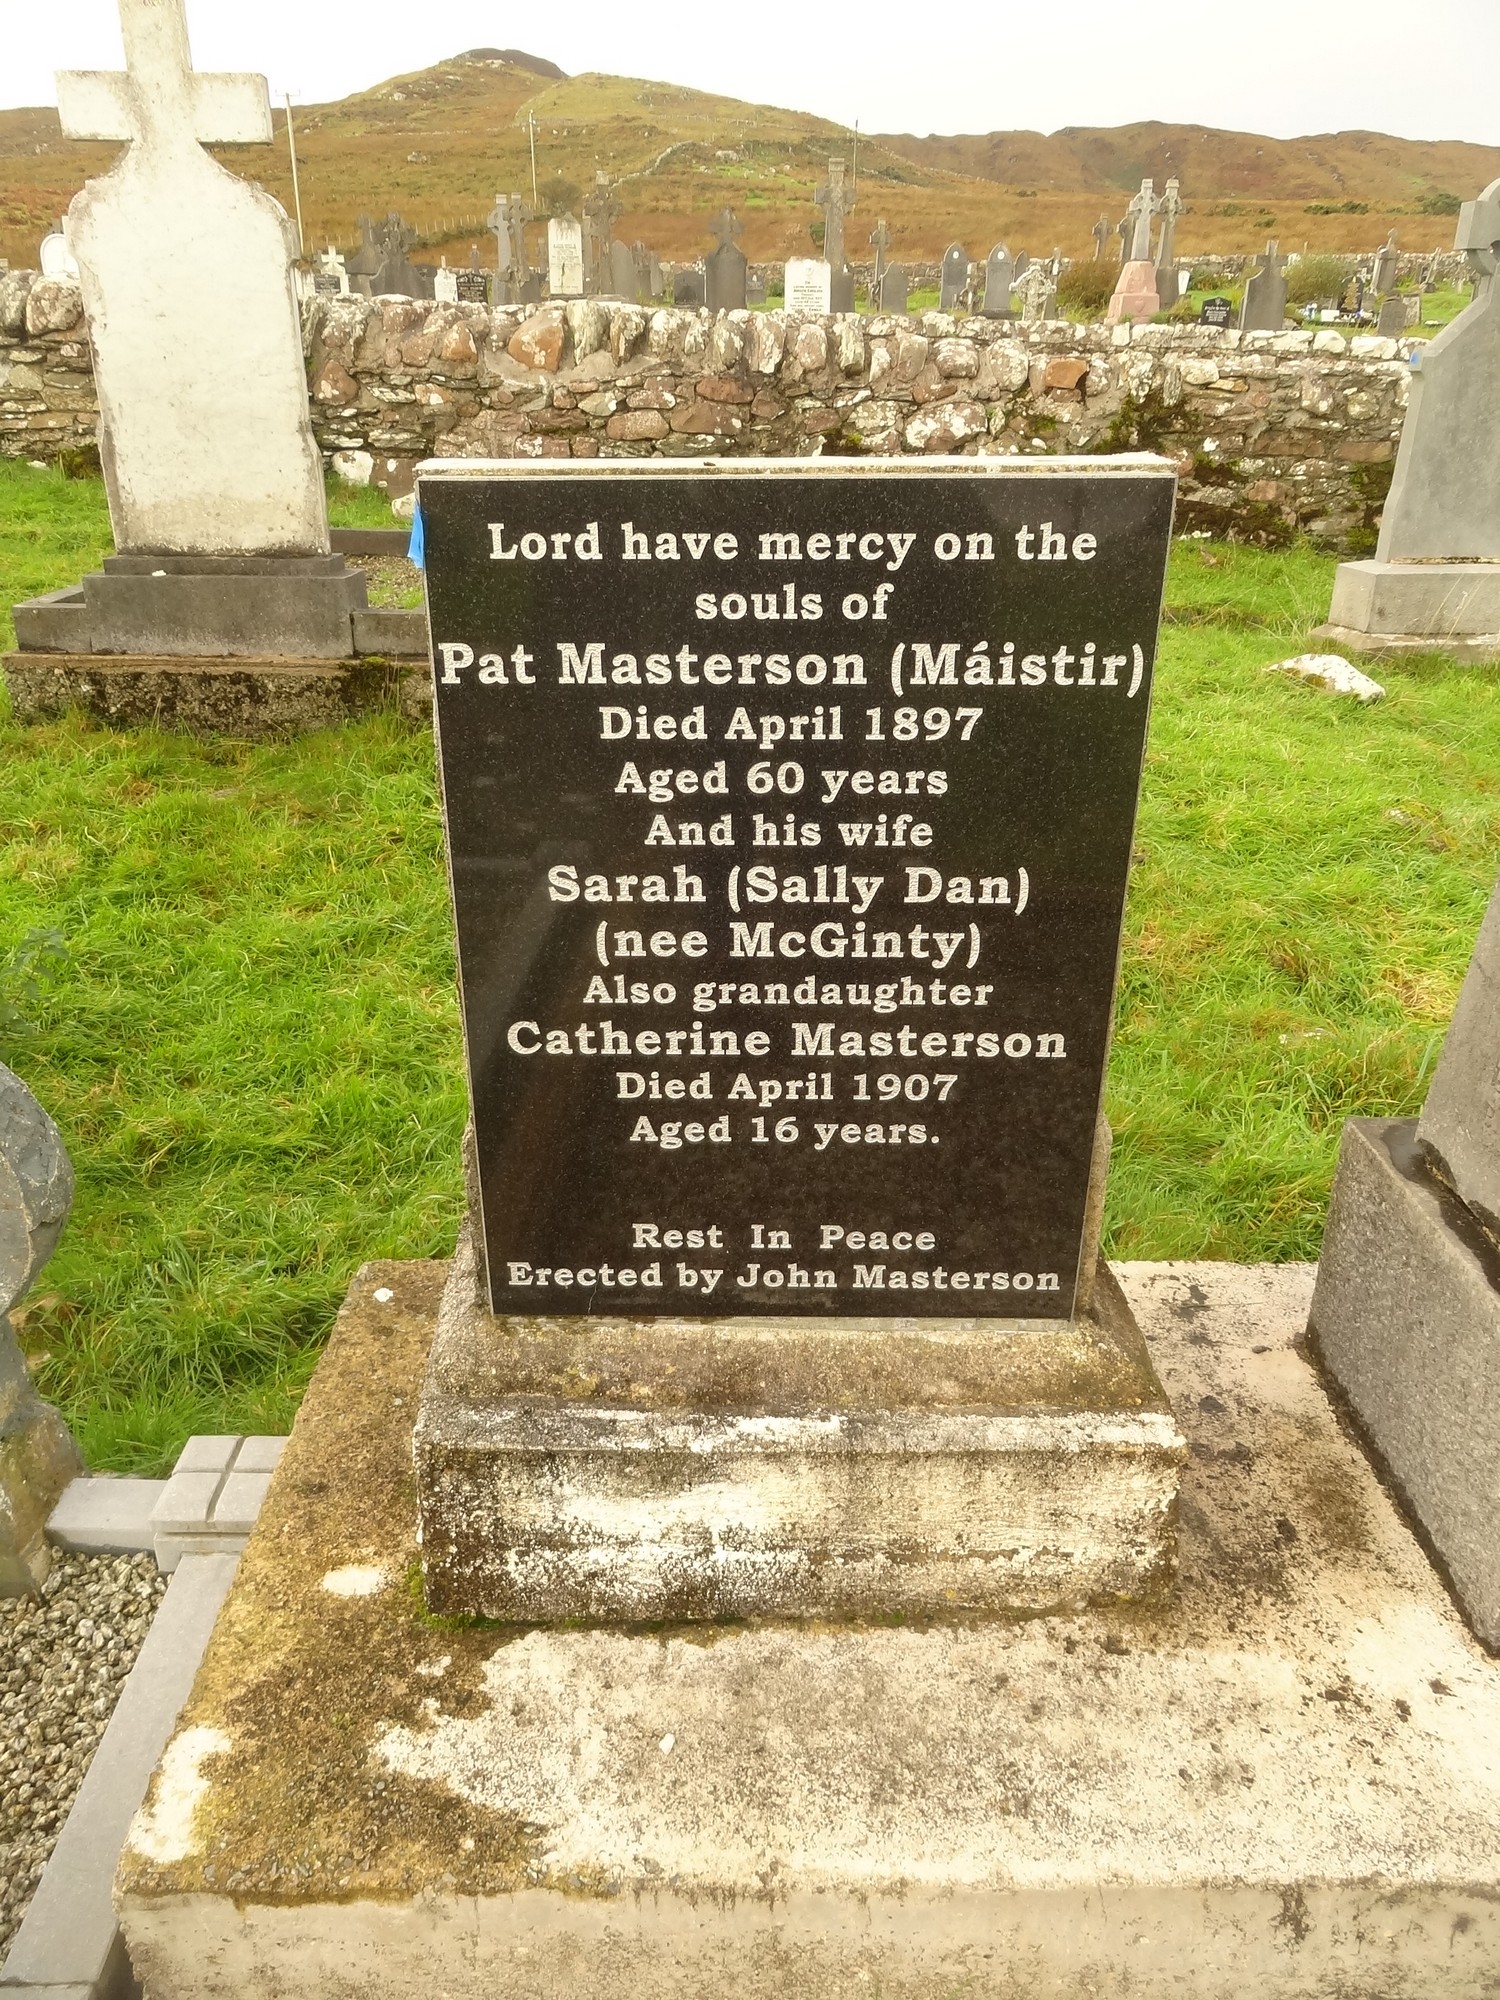 Lord have mercy on the
souls of
Pat Masterson (Máistir)
Died April 1897
Aged 60 years
And his wife
Sarah (Sally Dan)
(nee McGinty)
Also grandaughter
Catherine Masterson
Died April 1907
Aged 16 years.
Rest In Peace
Erected by John Masterson